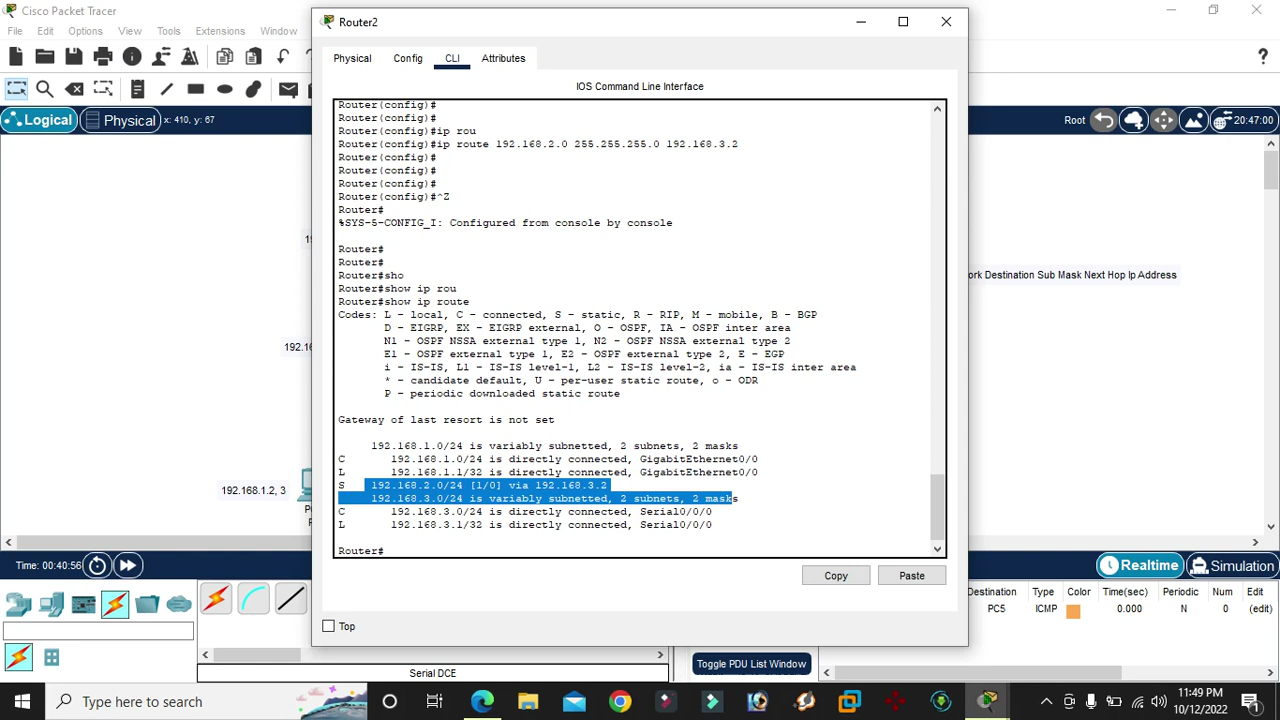 Cisco Packet Tracer
File Edit Options View Tools Extensions Window
Logical Physical x: 410, y: 67
Root 20:47:00
Router2
Physical Config CLI Attributes
IOS Command Line Interface
Router(config)#
Router(config)#
Router(config)#ip rou
Router(config)#ip route 192.168.2.0 255.255.255.0 192.168.3.2
Router(config)#
Router(config)#
Router(config)#
Router(config)#^Z
Router#
%SYS-5-CONFIG_I: Configured from console by console
Router#
Router#
Router#sho
Router#show ip rou
Router#show ip route
Codes: L - local, C - connected, S - static, R - RIP, M - mobile, B - BGP
D - EIGRP, EX - EIGRP external, O - OSPF, IA - OSPF inter area
N1 - OSPF NSSA external type 1, N2 - OSPF NSSA external type 2
E1 - OSPF external type 1, E2 - OSPF external type 2, E - EGP
i - IS-IS, L1 - IS-IS level-1, L2 - IS-IS level-2, ia - IS-IS inter area
* - candidate default, U - per-user static route, o - ODR
P - periodic downloaded static route
Gateway of last resort is not set
192.168.1.0/24 is variably subnetted, 2 subnets, 2 masks
C 192.168.1.0/24 is directly connected, GigabitEthernet0/0
L 192.168.1.1/32 is directly connected, GigabitEthernet0/0
S 192.168.2.0/24 [1/0] via 192.168.3.2
192.168.3.0/24 is variably subnetted, 2 subnets, 2 masks
C 192.168.3.0/24 is directly connected, Serial0/0/0
L 192.168.3.1/32 is directly connected, Serial0/0/0
Router#
Copy Paste
Top
19
192.16
192.168.1.2, 3
P
ork Destination Sub Mask Next Hop Ip Address
Time: 00:40:56
Realtime Simulation
Destination Type Color Time(sec) Periodic Num Edit
PC5 ICMP 0.000 N 0 (edit)
Serial DCE
Toggle PDU List Window
Type here to search
11:49 PM
10/12/2022